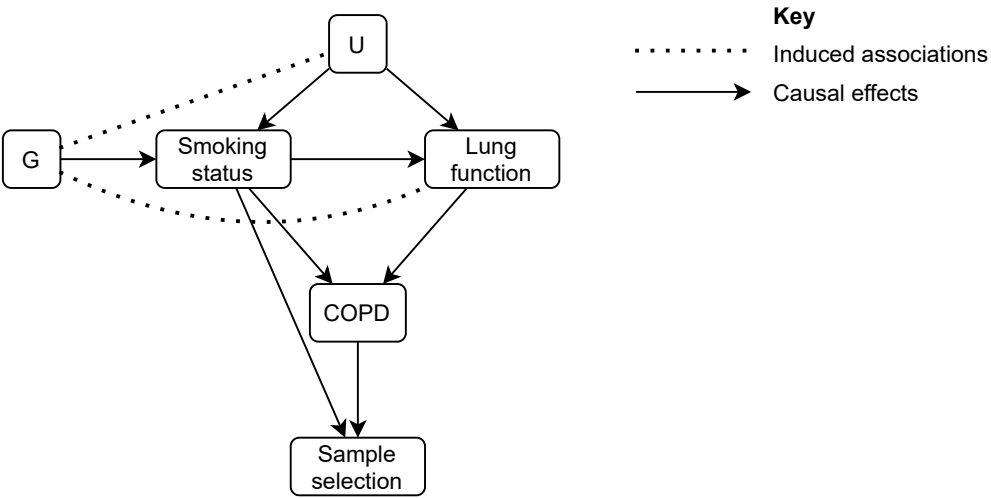 Key
U
Induced associations
Causal effects
G
Smoking
status
Lung
function
COPD
Sample
selection